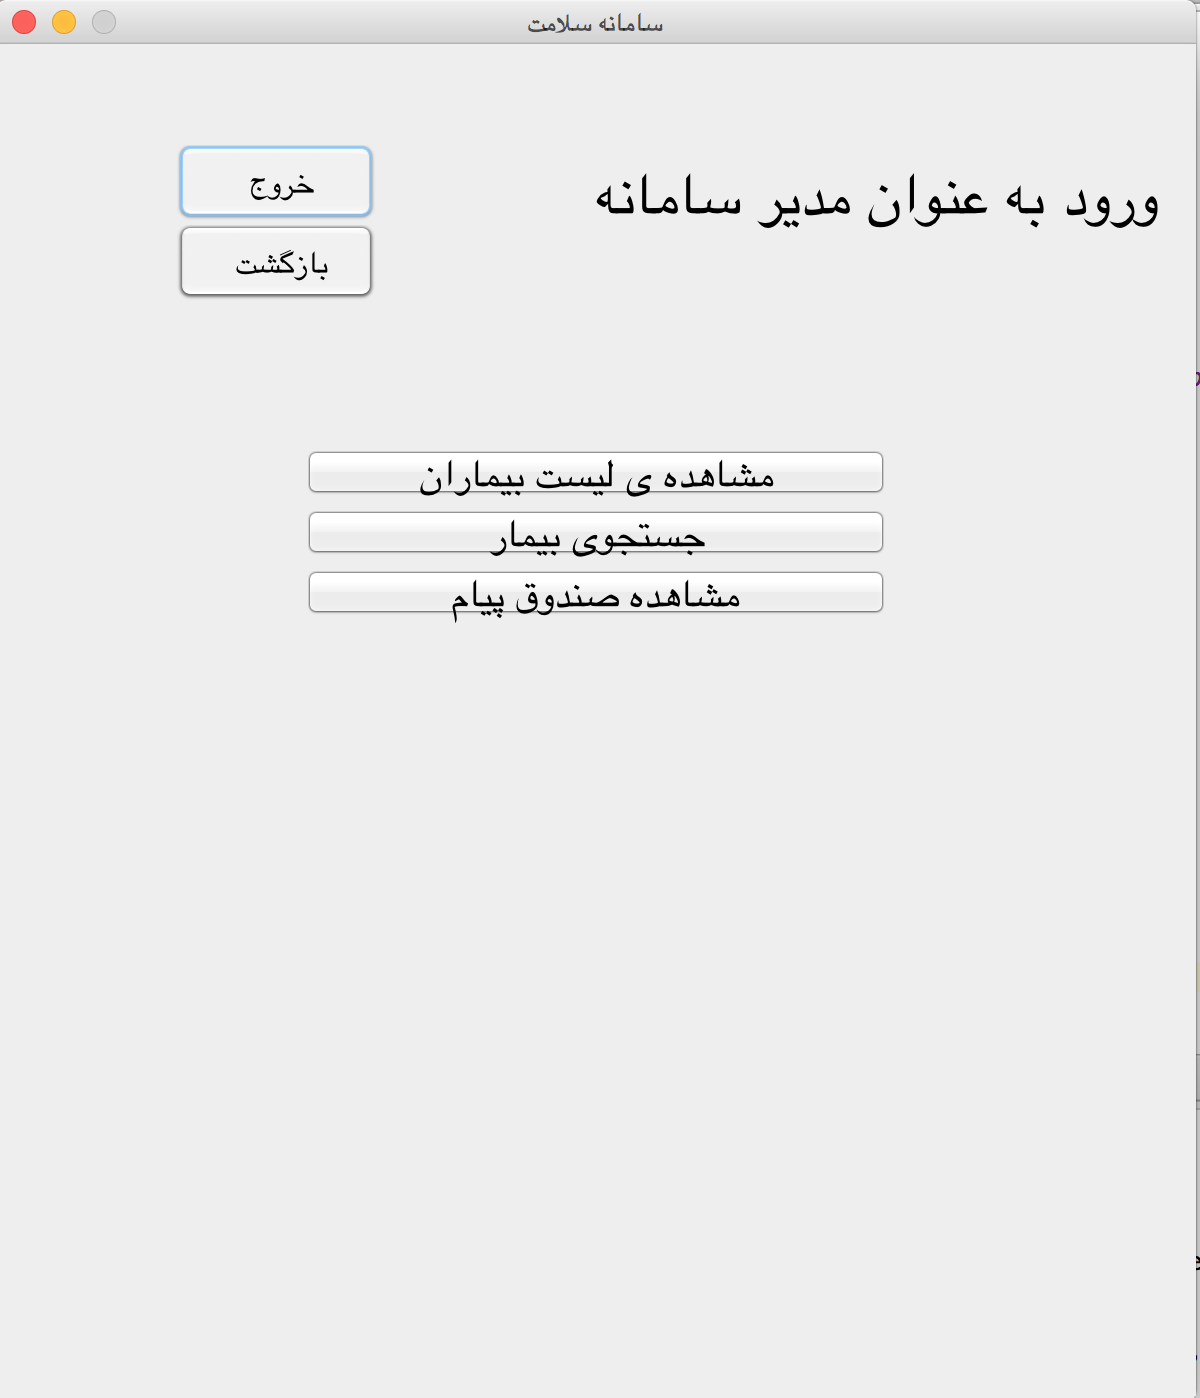 سامانه سلامت
ورود به عنوان مدیر سامانه
خروج
بازگشت
مشاهده ی لیست بیماران
جستجوی بیمار
مشاهده صندوق پیام